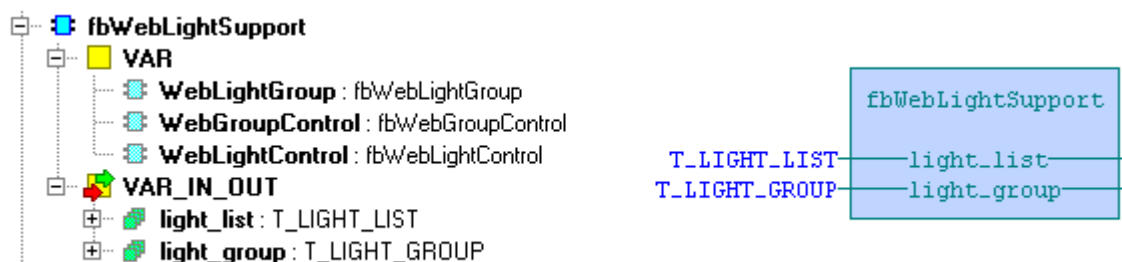 fbWebLightSupport
VAR
WebLightGroup : fbWebLightGroup
WebGroupControl : fbWebGroupControl
WebLightControl : fbWebLightControl
VAR_IN_OUT
light_list : T_LIGHT_LIST
light_group : T_LIGHT_GROUP
fbWebLightSupport
T_LIGHT_LIST light_list
T_LIGHT_GROUP light_group